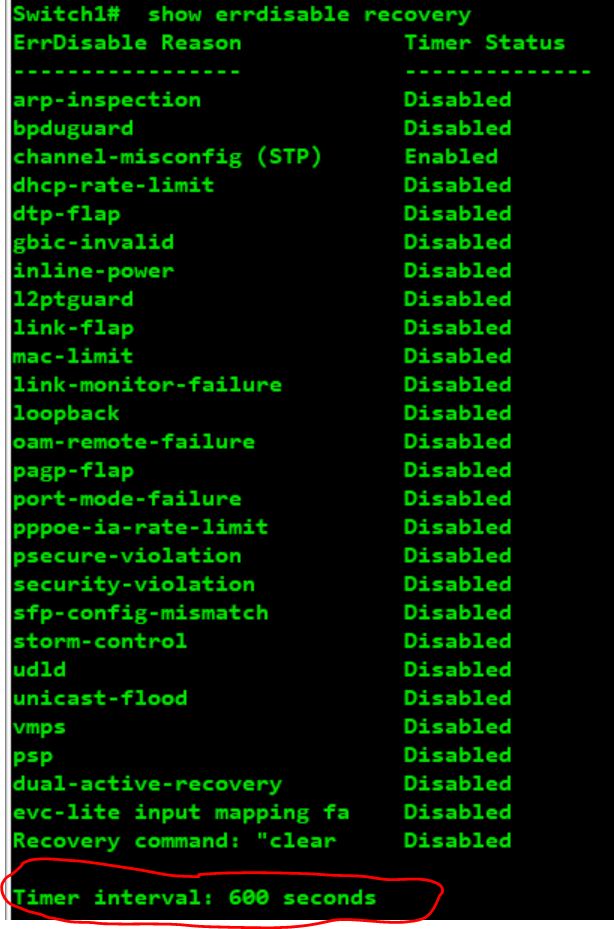 Switch1#  show errdisable recovery
ErrDisable Reason            Timer Status
-----------------            --------------
arp-inspection               Disabled
bpduguard                    Disabled
channel-misconfig (STP)      Enabled
dhcp-rate-limit              Disabled
dtp-flap                     Disabled
gbic-invalid                 Disabled
inline-power                 Disabled
l2ptguard                    Disabled
link-flap                    Disabled
mac-limit                    Disabled
link-monitor-failure         Disabled
loopback                     Disabled
oam-remote-failure           Disabled
pagp-flap                    Disabled
port-mode-failure            Disabled
pppoe-ia-rate-limit          Disabled
psecure-violation            Disabled
security-violation           Disabled
sfp-config-mismatch          Disabled
storm-control                Disabled
udld                         Disabled
unicast-flood                Disabled
vmps                         Disabled
psp                          Disabled
dual-active-recovery         Disabled
evc-lite input mapping fa    Disabled
Recovery command: "clear     Disabled
Timer interval: 600 seconds